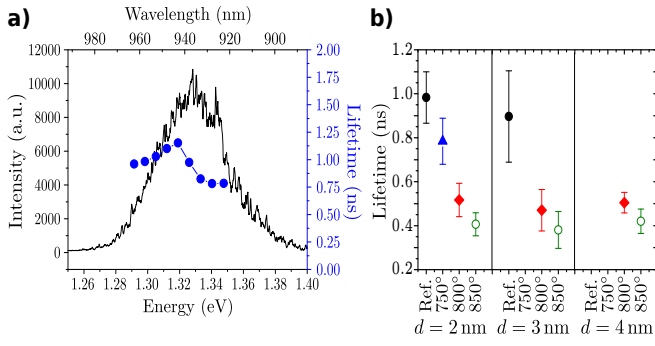 a)
Wavelength (nm)
980 960 940 920 900
Intensity (a.u.)
12000
10000
8000
6000
4000
2000
0
2.00
1.75
1.50
1.25
1.00
0.75
0.50
0.25
0.00
Lifetime (ns)
1.26 1.28 1.30 1.32 1.34 1.36 1.38 1.40
Energy (eV)
b)
Lifetime (ns)
1.2
1.0
0.8
0.6
0.4
0.2
Ref. 750° 800° 850° Ref. 750° 800° 850° Ref. 750° 800° 850°
d = 2 nm d = 3 nm d = 4 nm